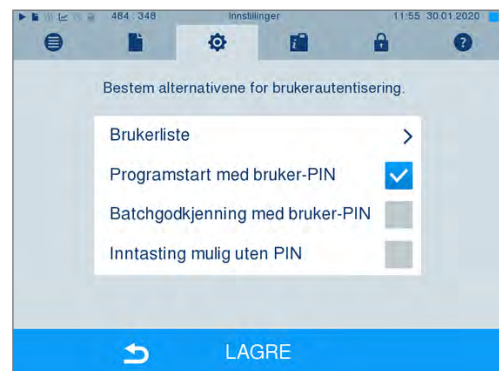 484 : 348 Innstillinger 11:55 30.01.2020
Bestem alternativene for brukerautentisering.
Brukerliste
Programstart med bruker-PIN
Batchgodkjenning med bruker-PIN
Inntasting mulig uten PIN
LAGRE